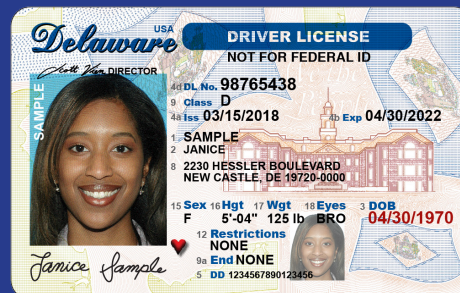 Delaware USA
DRIVER LICENSE
NOT FOR FEDERAL ID
DIRECTOR
SAMPLE
4d DL No. 98765438
9 Class D
4a Iss 03/15/2018 4b Exp 04/30/2022
1 SAMPLE
2 JANICE
8 2230 HESSLER BOULEVARD
NEW CASTLE, DE 19720-0000
15 Sex 16 Hgt 17 Wgt 18 Eyes 3 DOB
F 5'-04" 125 lb BRO 04/30/1970
12 Restrictions
NONE
9a End NONE
5 DD 1234567890123456
Janice Sample